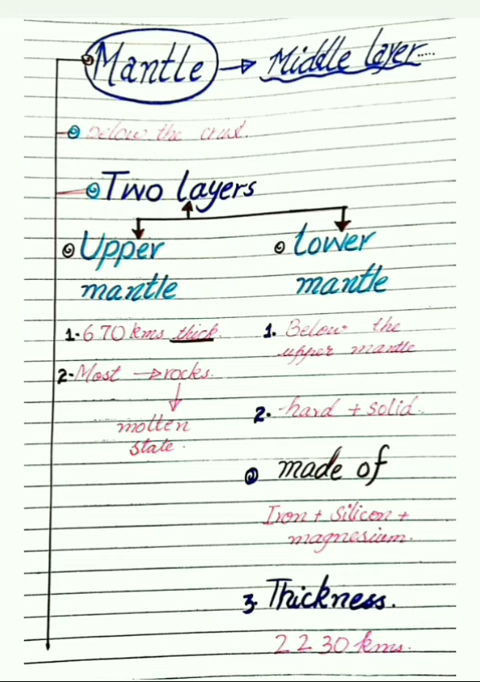 Mantle → Middle layer....
below the crust.
Two layers
Upper
mantle
1. 670 kms thick.
2. Most → rocks.
molten
state.
Lower
mantle
1. Below the
upper mantle
2. hard + solid.
made of
Iron + Silicon +
magnesium.
3. Thickness.
2230 kms.